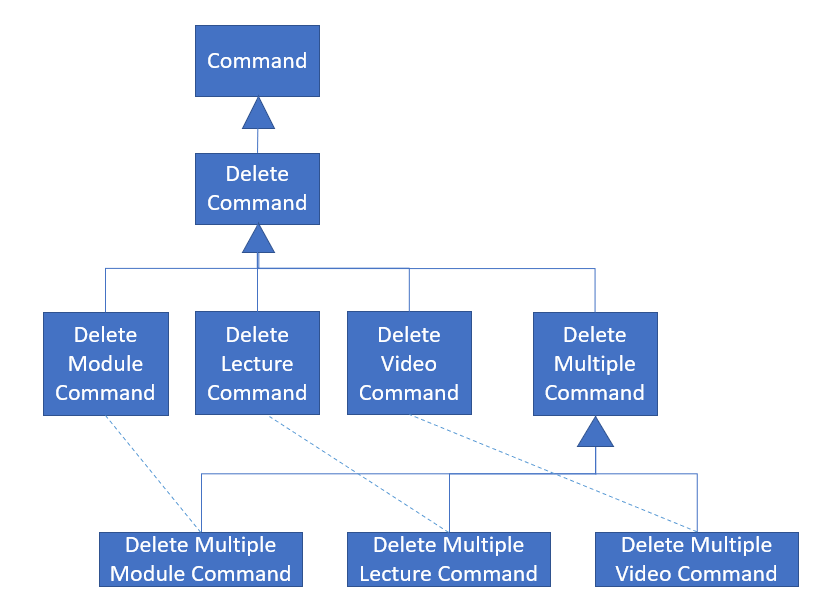 Command
Delete
Command
Delete
Module
Command
Delete
Lecture
Command
Delete
Video
Command
Delete
Multiple
Command
Delete Multiple
Module Command
Delete Multiple
Lecture Command
Delete Multiple
Video Command